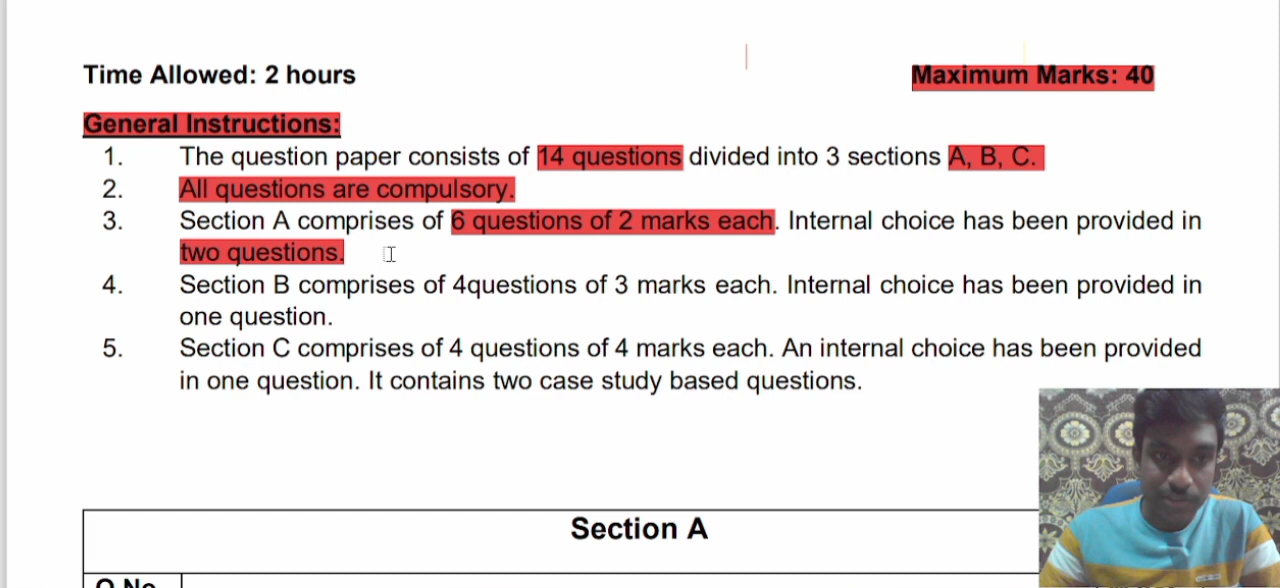 Time Allowed: 2 hours Maximum Marks: 40
General Instructions:
1. The question paper consists of 14 questions divided into 3 sections A, B, C.
2. All questions are compulsory.
3. Section A comprises of 6 questions of 2 marks each. Internal choice has been provided in
two questions.
4. Section B comprises of 4questions of 3 marks each. Internal choice has been provided in
one question.
5. Section C comprises of 4 questions of 4 marks each. An internal choice has been provided
in one question. It contains two case study based questions.
Section A
Q.No